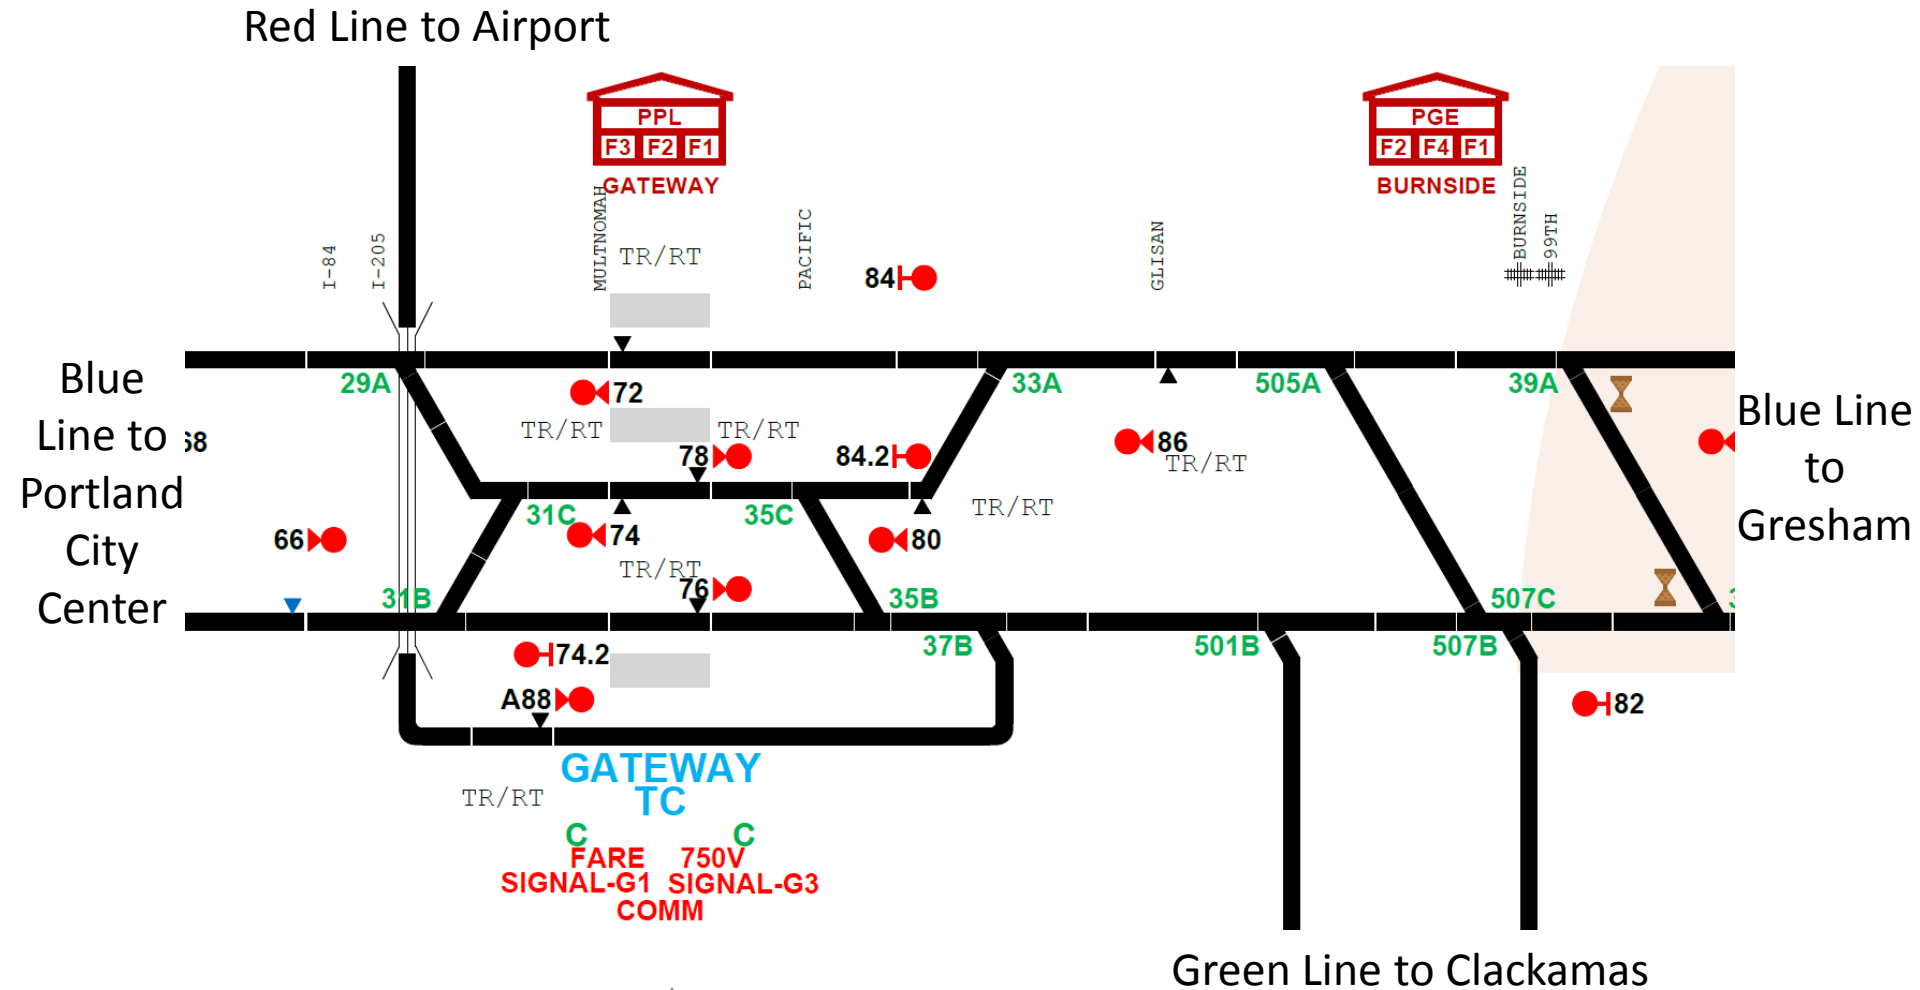 Red Line to Airport
PPL
F3 F2 F1
GATEWAY
PGE
F2 F4 F1
BURNSIDE
I-84
I-205
MULTNOMAH
TR/RT
PACIFIC
84
GLISAN
BURNSIDE
99TH
Blue
Line to
Portland
City
Center
29A
72
33A
505A
39A
TR/RT
TR/RT
68
78
84.2
86
TR/RT
Blue Line
to
Gresham
31C
35C
TR/RT
66
74
80
TR/RT
76
31B
35B
507C
37B
501B
507B
74.2
A88
82
GATEWAY
TC
TR/RT
C C
FARE 750V
SIGNAL-G1 SIGNAL-G3
COMM
Green Line to Clackamas